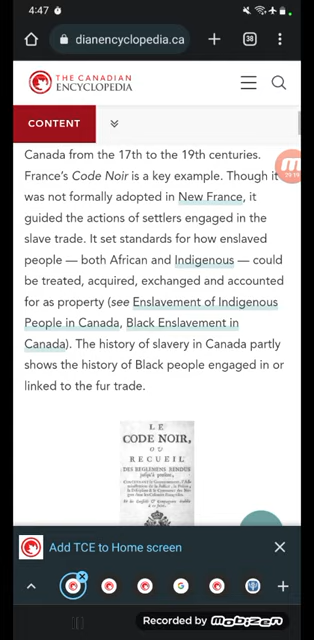 4:47
dianencyclopedia.ca
38
THE CANADIAN
ENCYCLOPEDIA
CONTENT
Canada from the 17th to the 19th centuries.
France's Code Noir is a key example. Though it
was not formally adopted in New France, it
guided the actions of settlers engaged in the
slave trade. It set standards for how enslaved
people — both African and Indigenous — could
be treated, acquired, exchanged and accounted
for as property (see Enslavement of Indigenous
People in Canada, Black Enslavement in
Canada). The history of slavery in Canada partly
shows the history of Black people engaged in or
linked to the fur trade.
LE
CODE NOIR,
OU
RECUEIL
DES REGLEMENS RENDUS
jusqu'à présent,
Add TCE to Home screen
Recorded by Mobizen